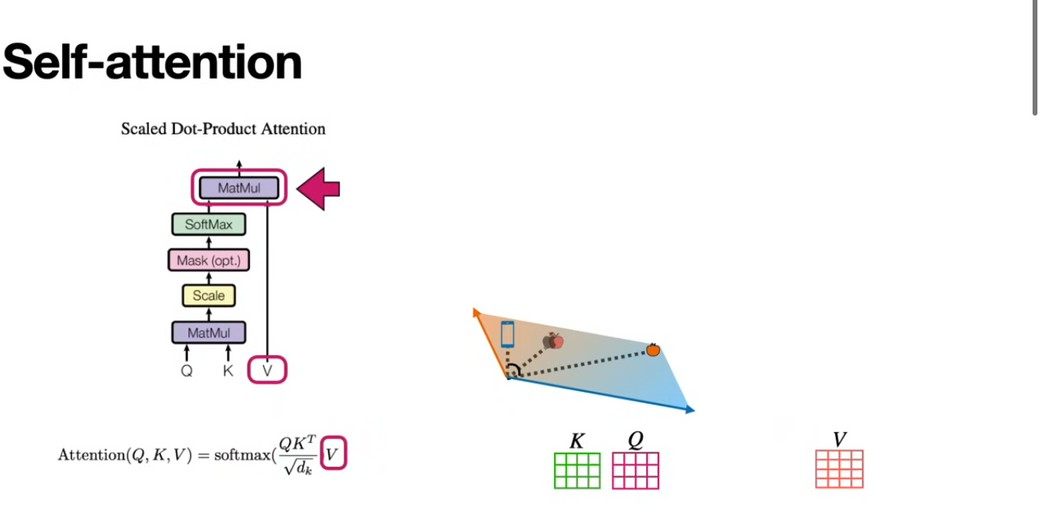 Self-attention
Scaled Dot-Product Attention
MatMul
SoftMax
Mask (opt.)
Scale
MatMul
Q K V
Attention(Q, K, V) = softmax(QK^T/√d_k V
K Q V